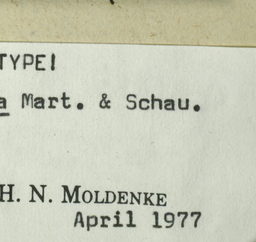 TYPE!
a Mart. & Schau.
H. N. MOLDENKE
April 1977